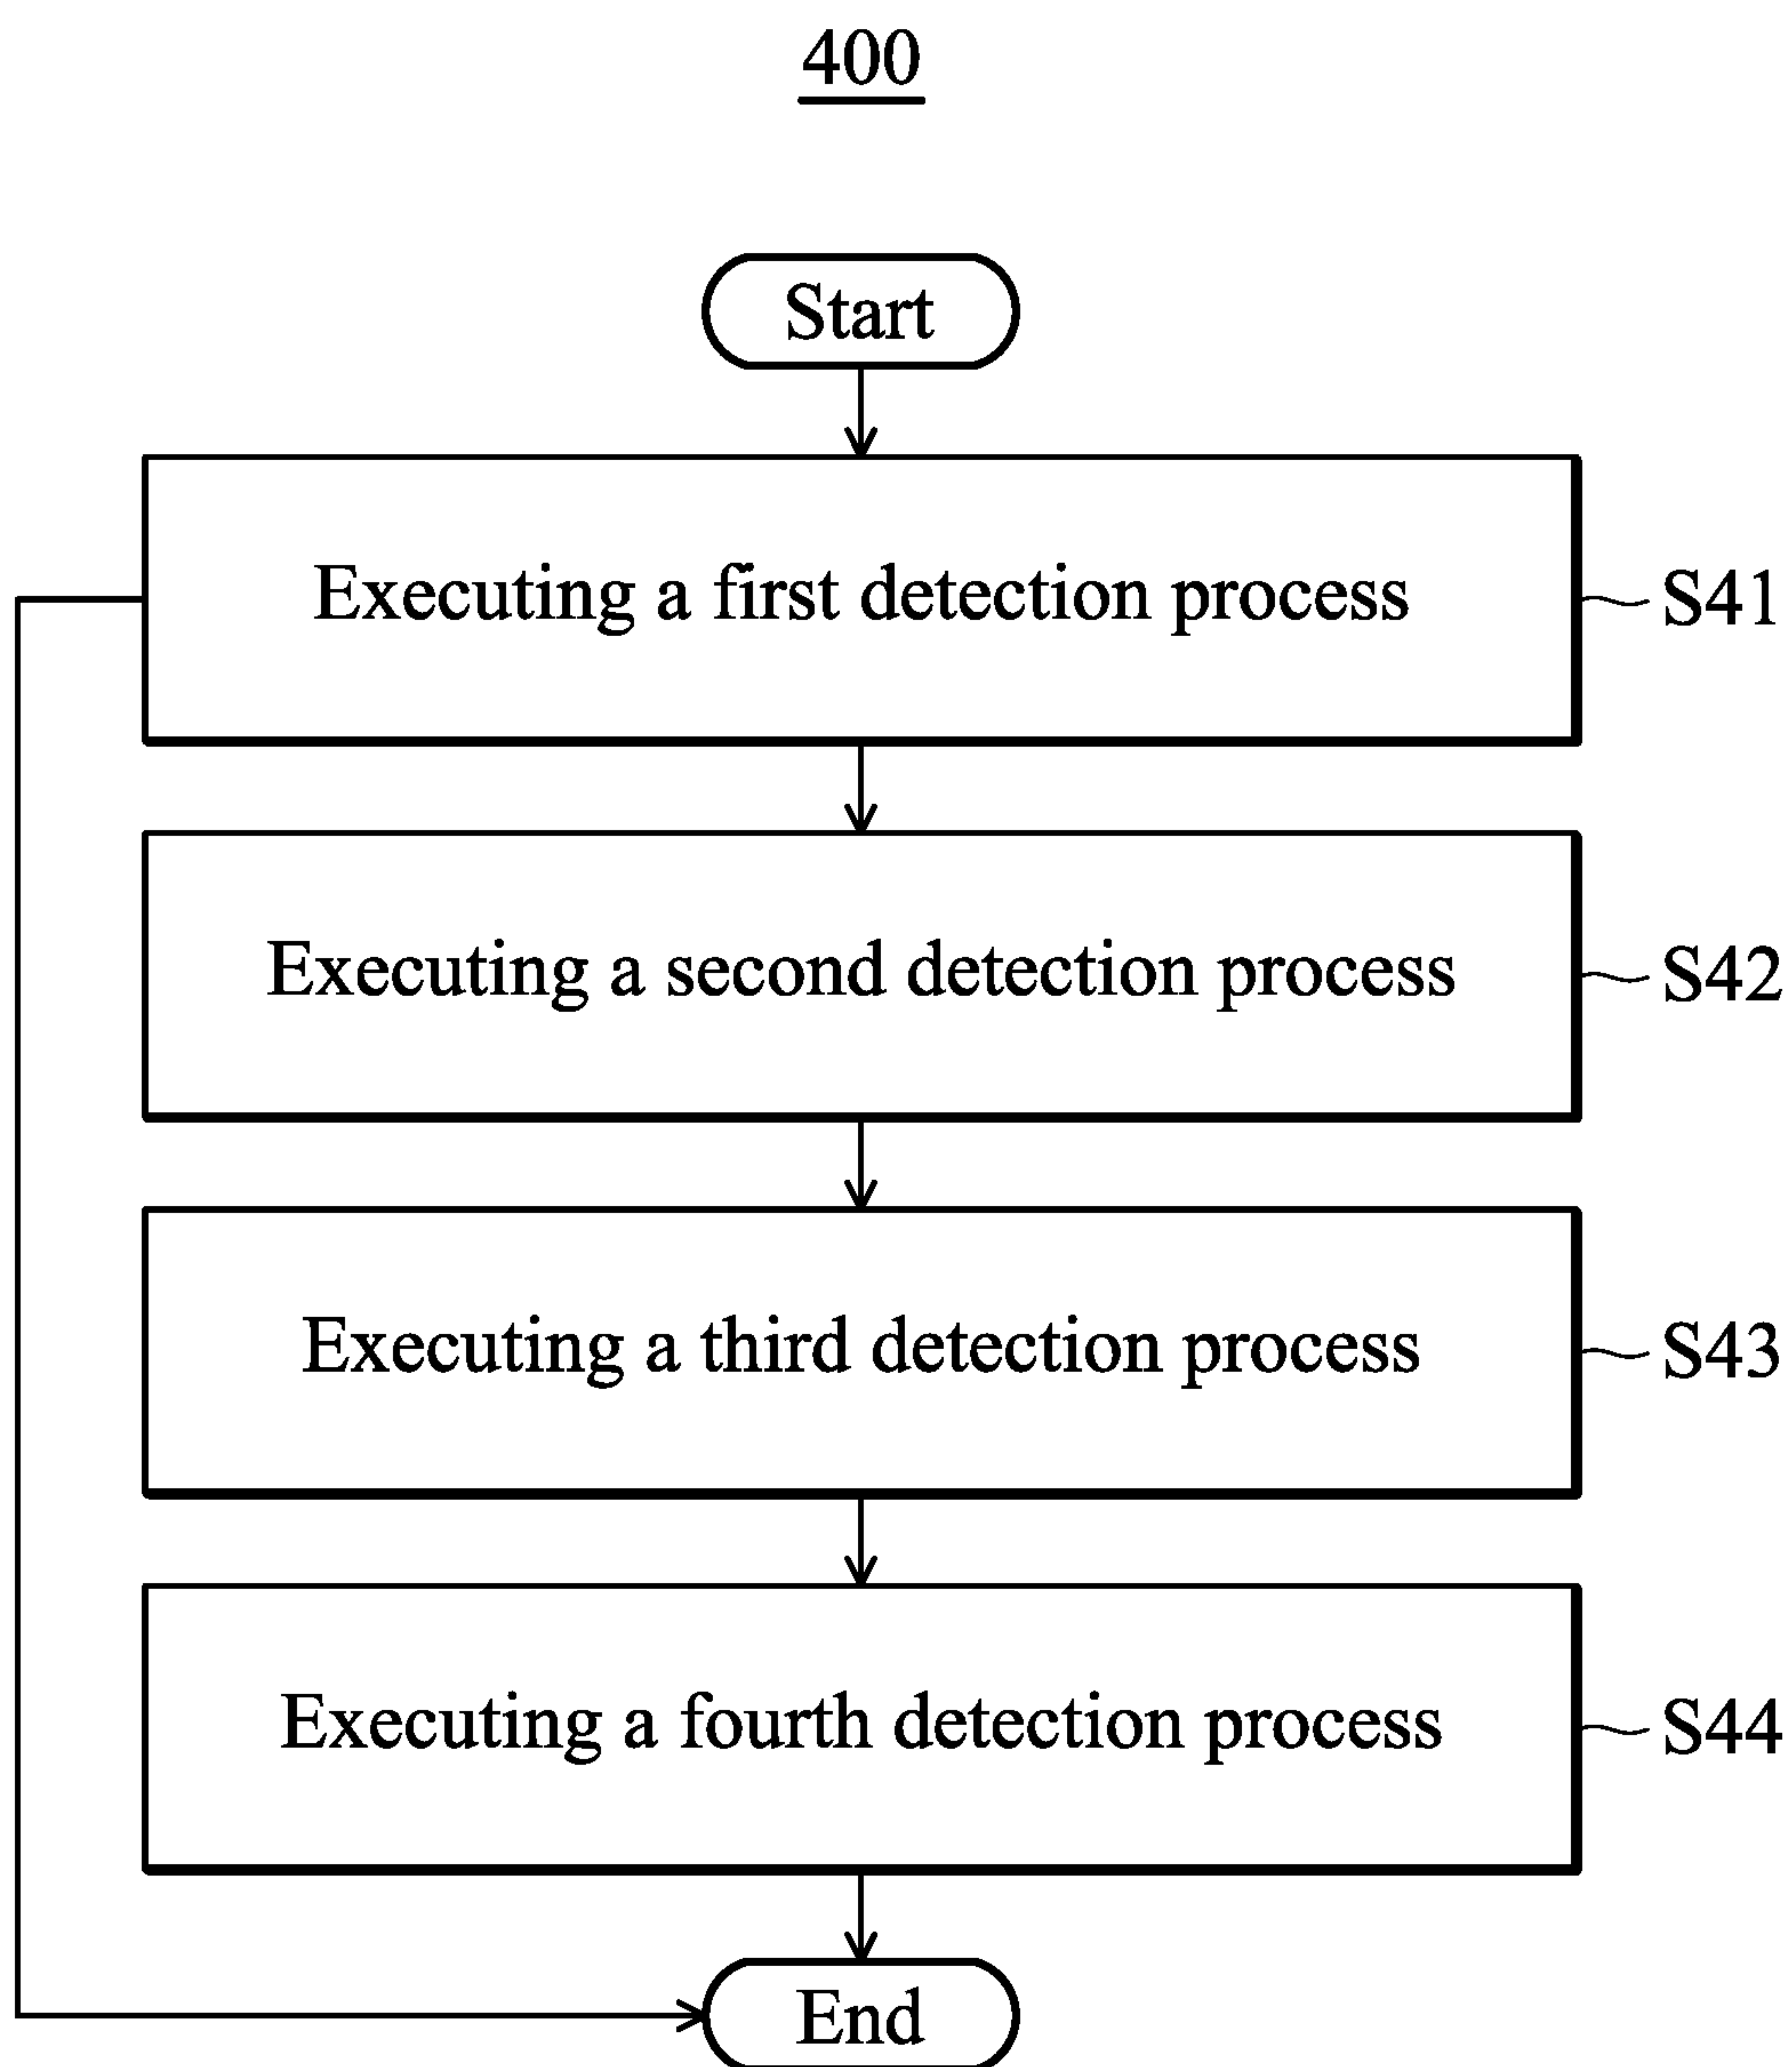 400
Start
Executing a first detection process
S41
Executing a second detection process
S42
Executing a third detection process
S43
Executing a fourth detection process
S44
End